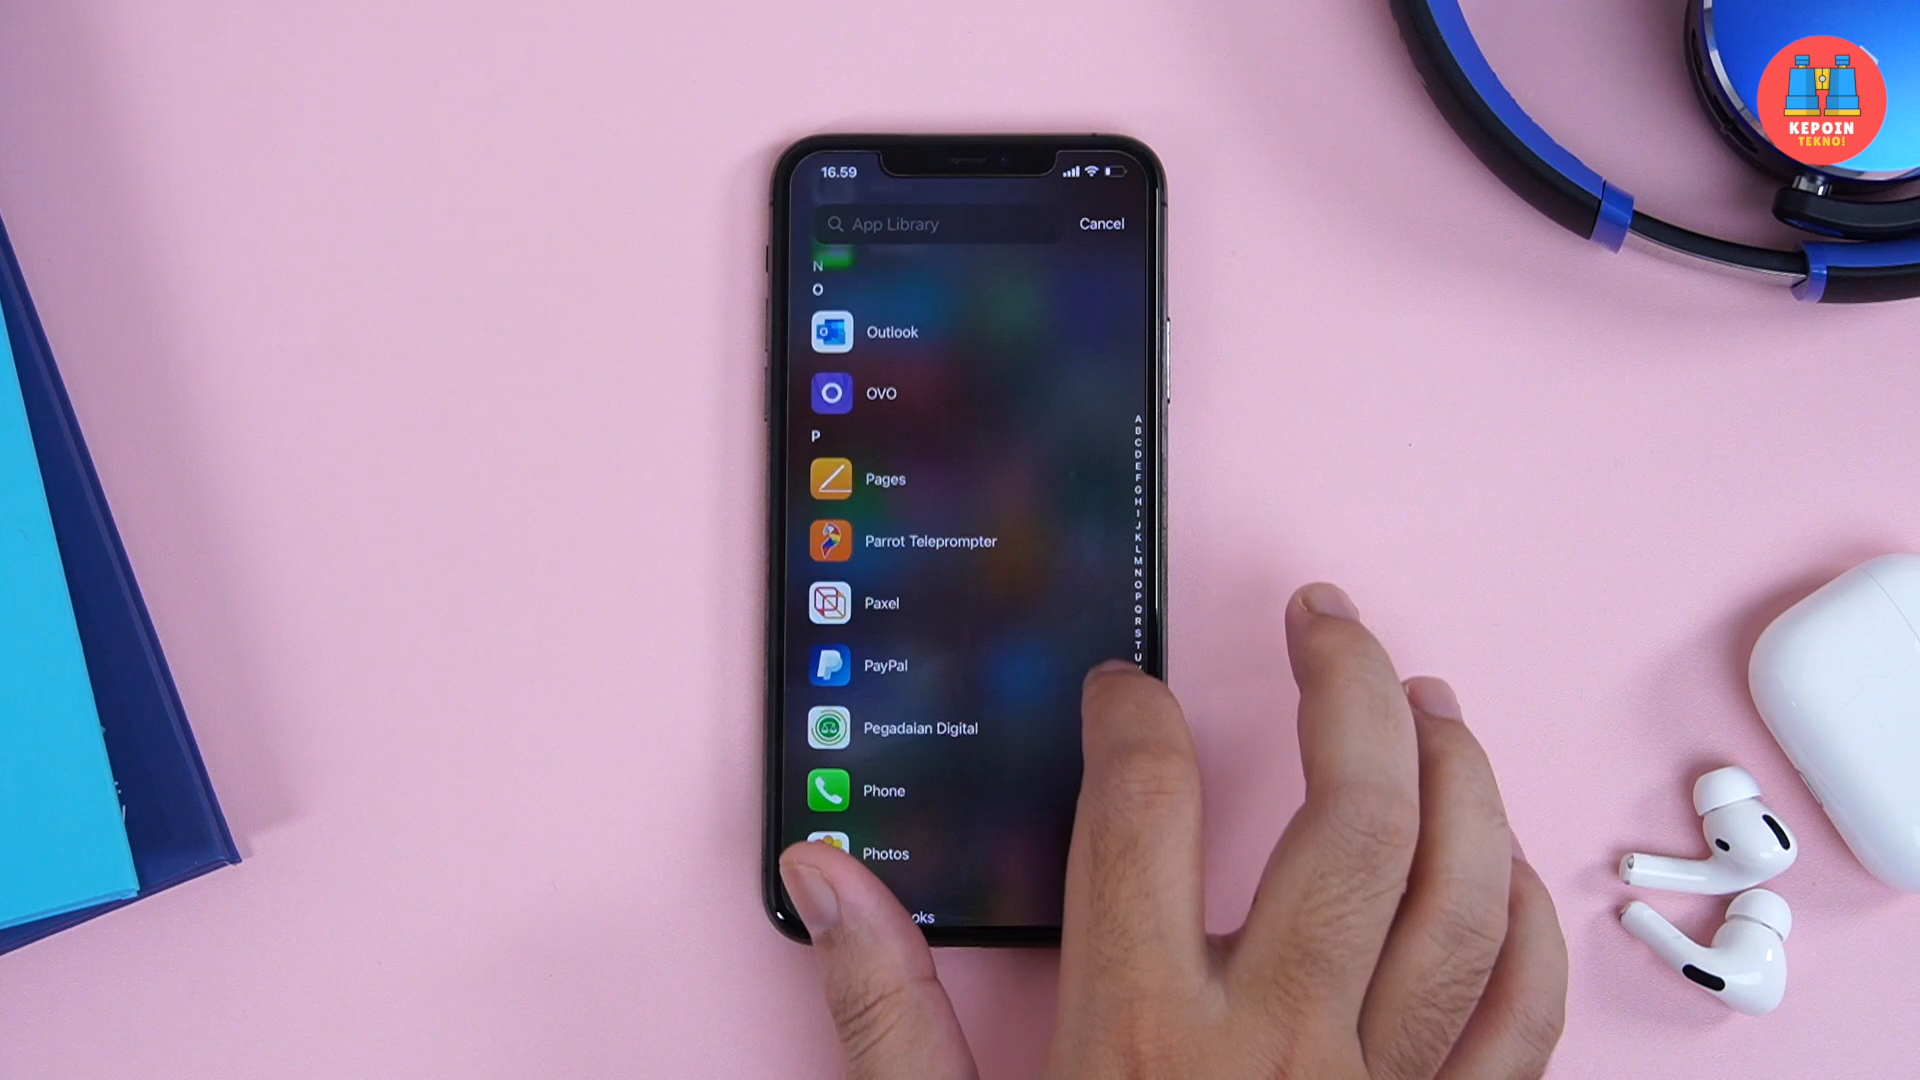 KEPOIN
TEKNO!
16.59
App Library
Cancel
N
O
Outlook
OVO
P
Pages
Parrot Teleprompter
Paxel
PayPal
Pegadaian Digital
Phone
Photos
A
B
C
D
E
F
G
H
I
J
K
L
M
N
O
P
Q
R
S
T
U